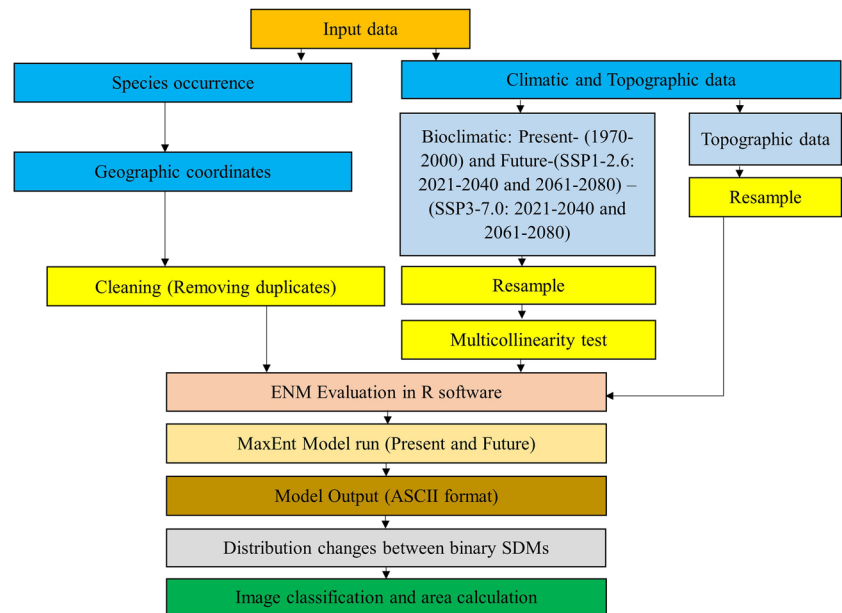 Input data
Species occurrence
Climatic and Topographic data
Geographic coordinates
Bioclimatic: Present- (1970-
2000) and Future-(SSP1-2.6:
2021-2040 and 2061-2080) –
(SSP3-7.0: 2021-2040 and
2061-2080)
Topographic data
Resample
Cleaning (Removing duplicates)
Resample
Multicollinearity test
ENM Evaluation in R software
MaxEnt Model run (Present and Future)
Model Output (ASCII format)
Distribution changes between binary SDMs
Image classification and area calculation